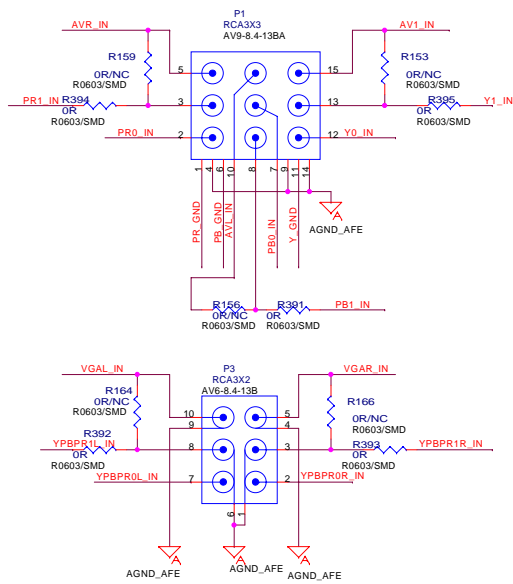 P1
RCA3X3
AV9-8.4-13BA
AVR_IN
AV1_IN
R159
0R/NC
R0603/SMD
R153
0R/NC
R0603/SMD
5
15
PR1_IN
R394
0R
R0603/SMD
3
13
R395
0R
R0603/SMD
Y1_IN
PR0_IN
2
12
Y0_IN
1
4
6
10
8
7
9
11
14
PR_GND
PB_GND
AVL_IN
PB0_IN
Y_GND
A
AGND_AFE
R156
0R/NC
R0603/SMD
R391
0R
R0603/SMD
PB1_IN
P3
RCA3X2
AV6-8.4-13B
VGAL_IN
VGAR_IN
R164
0R/NC
R0603/SMD
R166
0R/NC
R0603/SMD
10
9
5
4
YPBPR1L_IN
R392
0R
R0603/SMD
8
3
R393
0R
R0603/SMD
YPBPR1R_IN
YPBPR0L_IN
7
2
YPBPR0R_IN
6
1
A
AGND_AFE
A
AGND_AFE
A
AGND_AFE